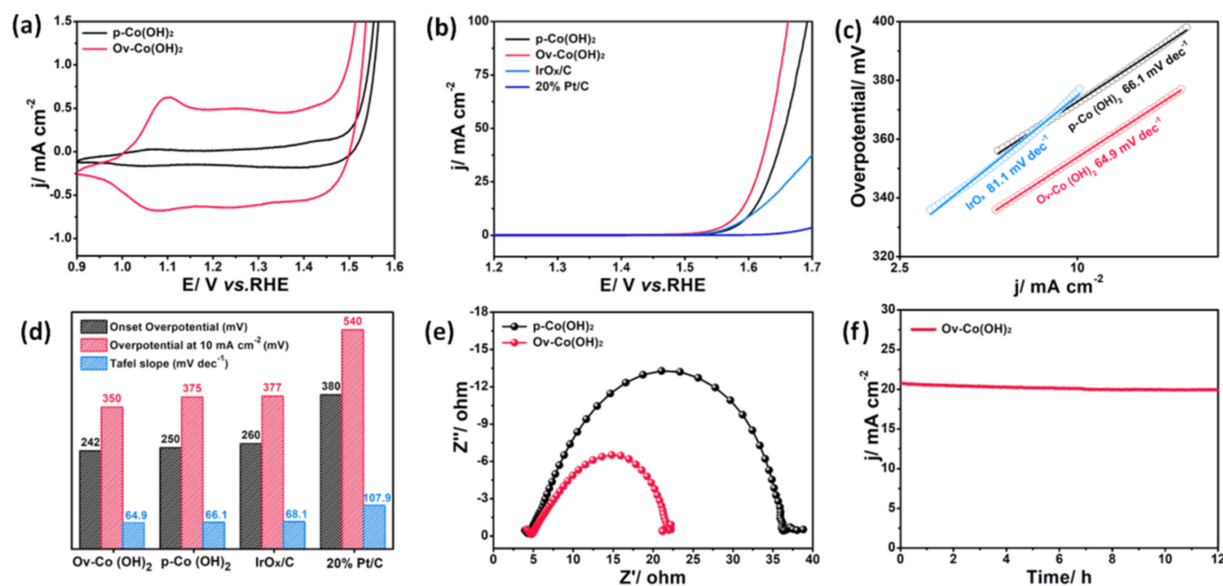 (a)
p-Co(OH)₂
Ov-Co(OH)₂
j/ mA cm⁻²
1.5
1.0
0.5
0.0
-0.5
-1.0
0.9 1.0 1.1 1.2 1.3 1.4 1.5 1.6
E/ V vs.RHE
(b)
p-Co(OH)₂
Ov-Co(OH)₂
IrOₓ/C
20% Pt/C
j/ mA cm⁻²
100
75
50
25
0
1.2 1.3 1.4 1.5 1.6 1.7
E/ V vs.RHE
(c)
Overpotential/ mV
400
380
360
340
320
p-Co (OH)₂ 66.1 mV dec⁻¹
IrOₓ 81.1 mV dec⁻¹
Ov-Co (OH)₂ 64.9 mV dec⁻¹
2.5 10
j/ mA cm⁻²
(d)
Onset Overpotential (mV)
Overpotential at 10 mA cm⁻² (mV)
Tafel slope (mV dec⁻¹)
242 350 64.9
250 375 66.1
260 377 68.1
380 540 107.9
Ov-Co (OH)₂ p-Co (OH)₂ IrOₓ/C 20% Pt/C
(e)
p-Co(OH)₂
Ov-Co(OH)₂
Z''/ ohm
-18
-15
-12
-9
-6
-3
0
0 5 10 15 20 25 30 35 40
Z'/ ohm
(f)
Ov-Co(OH)₂
j/ mA cm⁻²
25
20
15
10
5
0
0 2 4 6 8 10 12
Time/ h